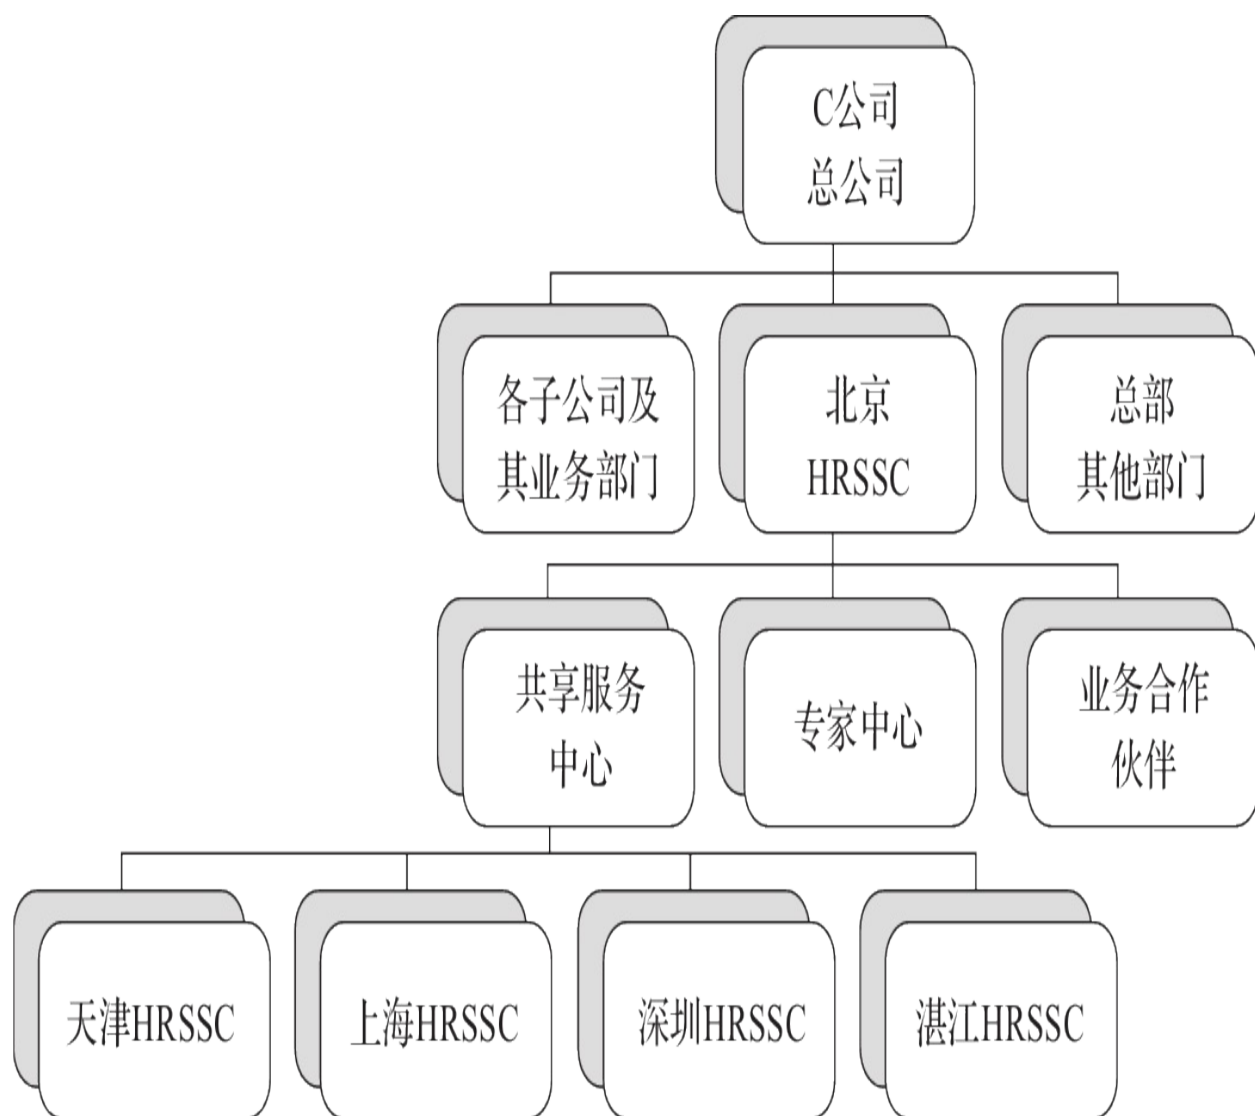 C公司
总公司
各子公司及
其业务部门
北京
HRSSC
总部
其他部门
共享服务
中心
专家中心
业务合作
伙伴
天津HRSSC
上海HRSSC
深圳HRSSC
湛江HRSSC